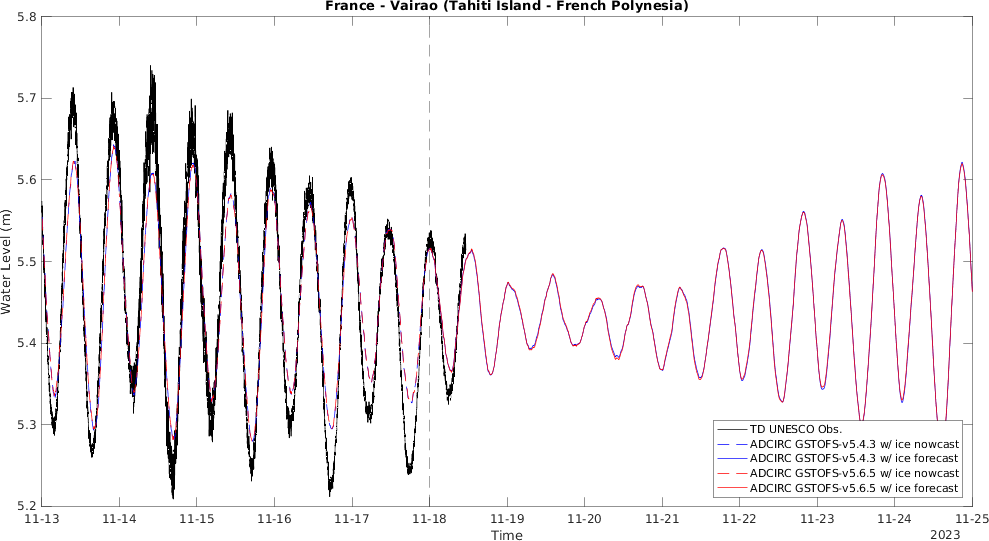 France - Vairao (Tahiti Island - French Polynesia)
5.8
5.7
5.6
5.5
5.4
5.3
5.2
Water Level (m)
11-13
11-14
11-15
11-16
11-17
11-18
11-19
11-20
11-21
11-22
11-23
11-24
11-25
Time
2023
TD UNESCO Obs.
ADCIRC GSTOFS-v5.4.3 w/ ice nowcast
ADCIRC GSTOFS-v5.4.3 w/ ice forecast
ADCIRC GSTOFS-v5.6.5 w/ ice nowcast
ADCIRC GSTOFS-v5.6.5 w/ ice forecast